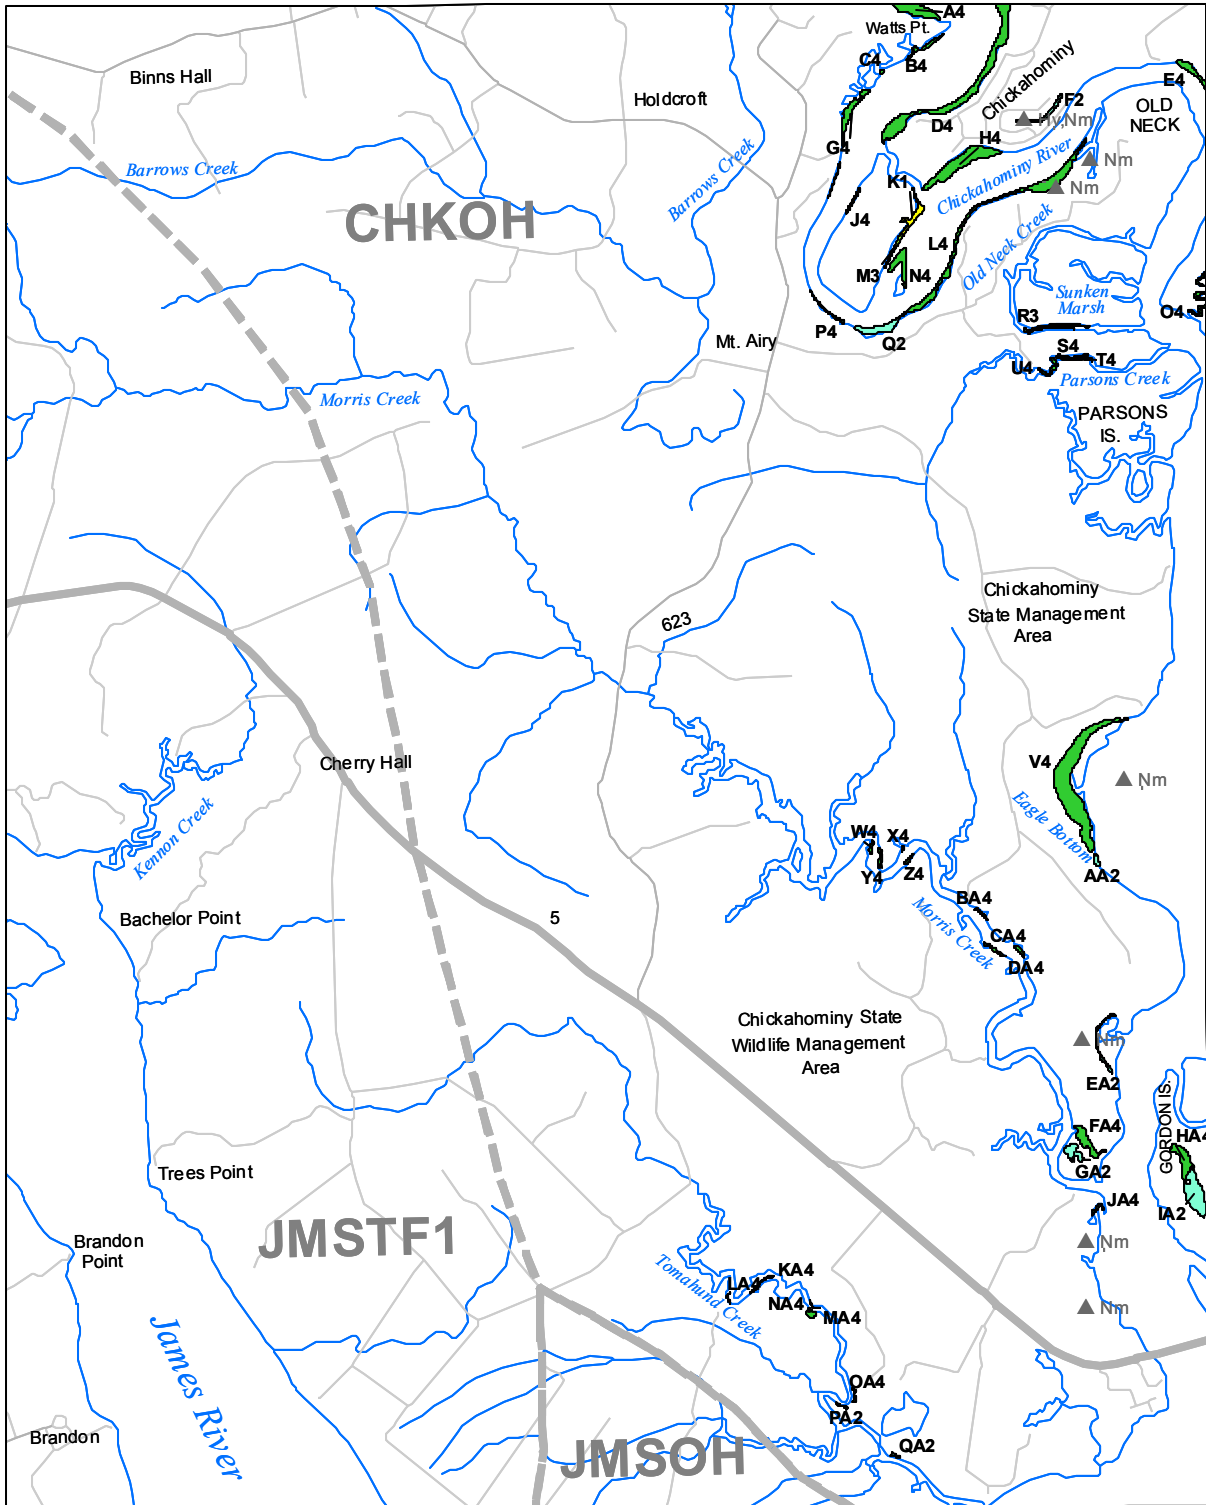 A4
Watts Pt.
C4
B4
Binns Hall
Holdcroft
Chickahominy
E4
F2
OLD
NECK
D4
Hv,Nm
H4
G4
Barrows Creek
Barrows Creek
Chickahominy River
Nm
K1
Nm
CHKOH
J4
L4
Old Neck Creek
M3
N4
Sunken
Marsh
O4
P4
R3
Q2
Mt. Airy
S4
T4
U4
Parsons Creek
Morris Creek
PARSONS
IS.
Chickahominy
State Management
Area
623
V4
Cherry Hall
Nm
Eagle Bottom
Kennon Creek
W4
X4
Y4
Z4
AA2
BA4
Morris Creek
Bachelor Point
5
CA4
DA4
Chickahominy State
Wildlife Management
Area
Nm
EA2
GORDON IS.
FA4
HA4
GA2
Trees Point
JA4
IA2
JMSTF1
Brandon
Point
Nm
Tomahund Creek
KA4
LA4
NA4
MA4
Nm
James River
OA4
PA2
Brandon
QA2
JMSOH